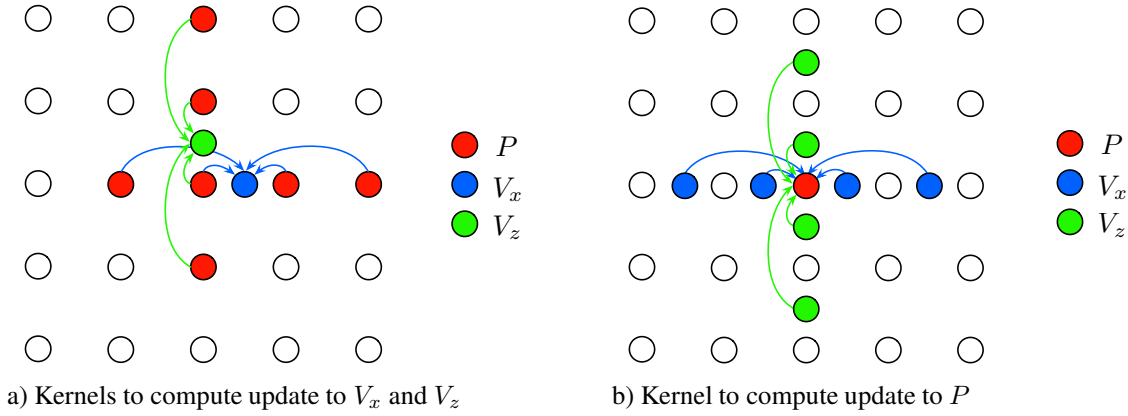 P
V_x
V_z
P
V_x
V_z
a) Kernels to compute update to V_x and V_z
b) Kernel to compute update to P